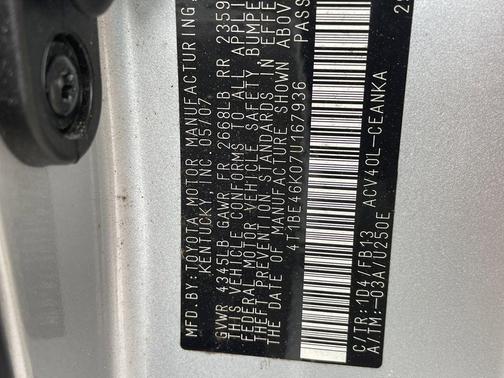 MFD BY: TOYOTA MOTOR MANUFACTURING,
KENTUCKY, INC. 05/07
GVWR 4345LB GAWR FR 2668LB RR 2359
THIS VEHICLE CONFORMS TO ALL APPLI
FEDERAL MOTOR VEHICLE SAFETY, BUMPE
THEFT PREVENTION STANDARDS IN EFFE
THE DATE OF MANUFACTURE SHOWN ABOV
4T1BE46K07U167936 PASS
C/TR: 1D4 /FB13 ACV40L-CEANKA
A/TM: -03A/U250E